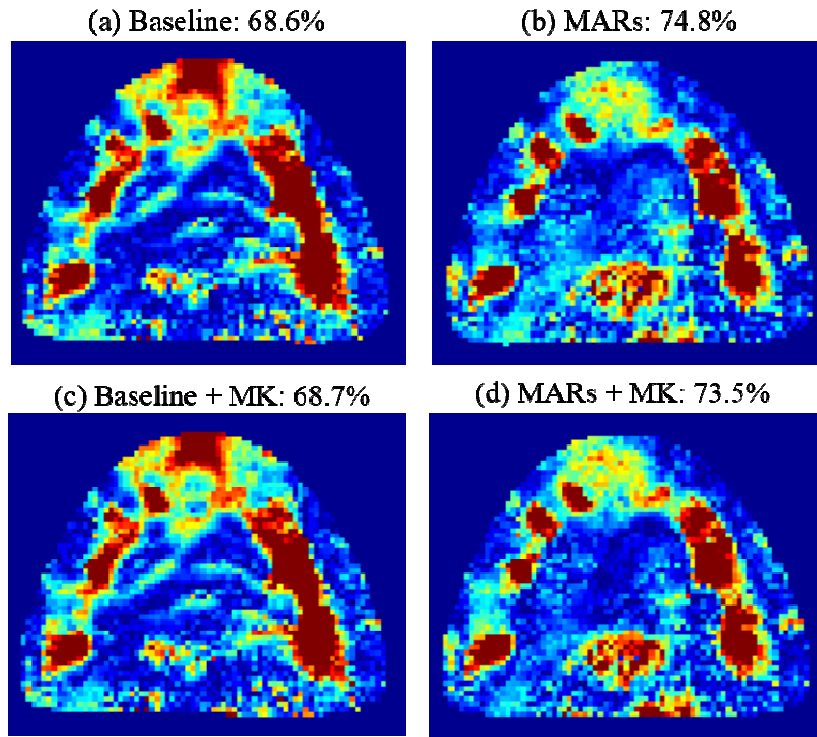 (a) Baseline: 68.6%
(b) MARs: 74.8%
(c) Baseline + MK: 68.7%
(d) MARs + MK: 73.5%